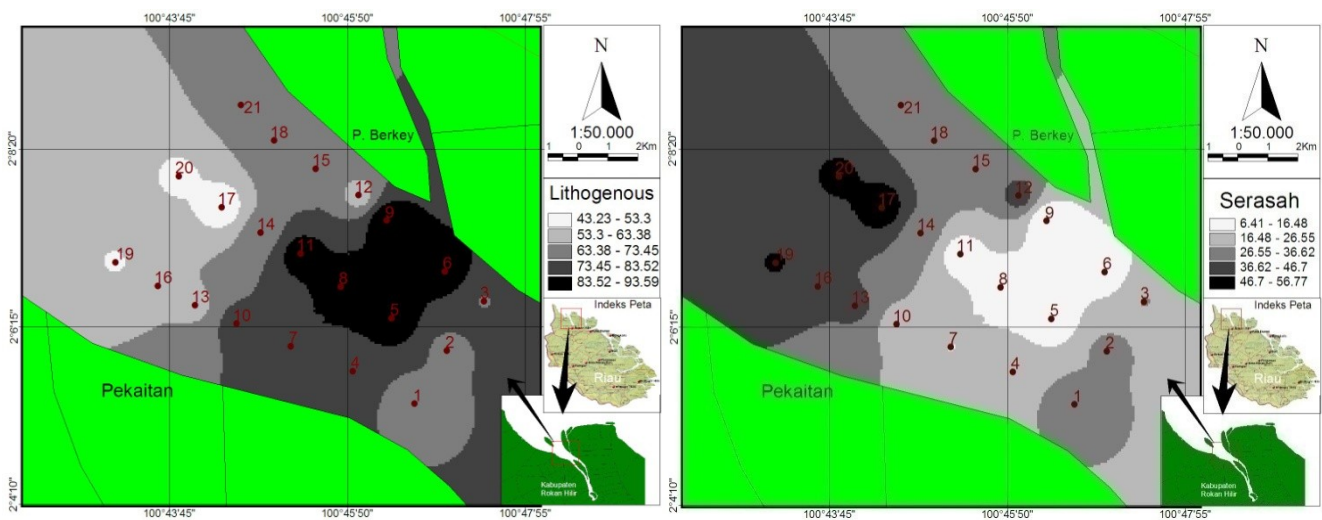 100°43'45"
100°45'50"
100°47'55"
2°8'20"
2°6'15"
2°4'10"
21
18
P. Berkey
15
20
12
17
9
14
11
6
19
16
8
3
13
5
10
7
2
4
1
Pekaitan
100°43'45"
100°45'50"
100°47'55"
N
1:50.000
1 0 1 2Km
Lithogenous
43.23 - 53.3
53.3 - 63.38
63.38 - 73.45
73.45 - 83.52
83.52 - 93.59
Indeks Peta
Riau
Kabupaten
Rokan Hilir
100°43'45"
100°45'50"
100°47'55"
2°8'20"
2°6'15"
2°4'10"
21
18
P. Berkey
15
20
12
17
9
14
11
6
19
16
8
3
13
5
10
7
2
4
1
Pekaitan
100°43'45"
100°45'50"
100°47'55"
N
1:50.000
1 0 1 2Km
Serasah
6.41 - 16.48
16.48 - 26.55
26.55 - 36.62
36.62 - 46.7
46.7 - 56.77
Indeks Peta
Riau
Kabupaten
Rokan Hilir